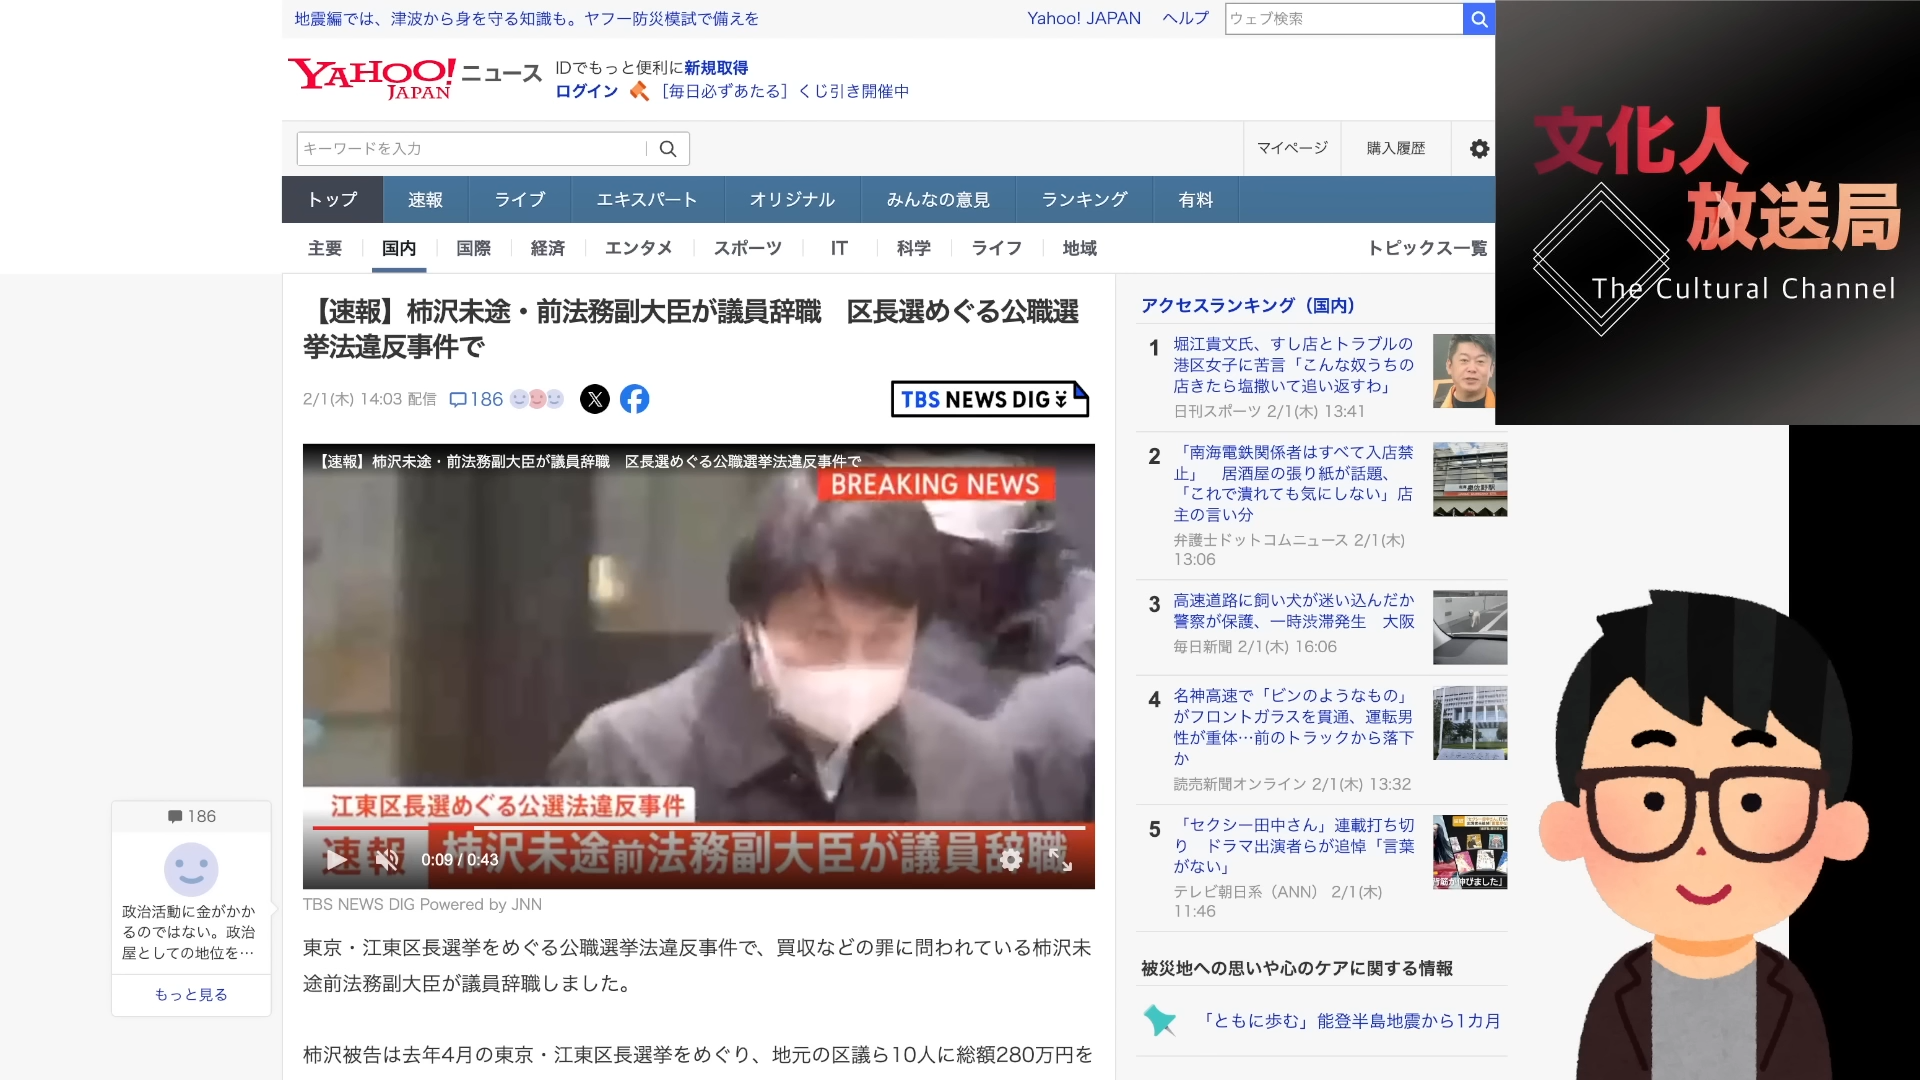 地震編では、津波から身を守る知識も。ヤフー防災模試で備えを
Yahoo! JAPAN ヘルプ
ウェブ検索
YAHOO! JAPAN ニュース
IDでもっと便利に新規取得
ログイン [毎日必ずあたる] くじ引き開催中
キーワードを入力
マイページ 購入履歴
トップ 速報 ライブ エキスパート オリジナル みんなの意見 ランキング 有料
主要 国内 国際 経済 エンタメ スポーツ IT 科学 ライフ 地域 トピックス一覧
文化人
放送局
The Cultural Channel
【速報】柿沢未途・前法務副大臣が議員辞職　区長選めぐる公職選
挙法違反事件で
2/1(木) 14:03 配信 186
TBS NEWS DIG
【速報】柿沢未途・前法務副大臣が議員辞職　区長選めぐる公職選挙法違反事件で
BREAKING NEWS
江東区長選めぐる公選法違反事件
速報 柿沢未途前法務副大臣が議員辞職
0:09 / 0:43
TBS NEWS DIG Powered by JNN
東京・江東区長選挙をめぐる公職選挙法違反事件で、買収などの罪に問われている柿沢未
途前法務副大臣が議員辞職しました。
柿沢被告は去年4月の東京・江東区長選挙をめぐり、地元の区議ら10人に総額280万円を
186
政治活動に金がかか
るのではない。政治
屋としての地位を…
もっと見る
アクセスランキング（国内）
1
堀江貴文氏、すし店とトラブルの
港区女子に苦言「こんな奴うちの
店きたら塩撒いて追い返すわ」
日刊スポーツ 2/1(木) 13:41
2
「南海電鉄関係者はすべて入店禁
止」　居酒屋の張り紙が話題、
「これで潰れても気にしない」店
主の言い分
弁護士ドットコムニュース 2/1(木)
13:06
3
高速道路に飼い犬が迷い込んだか
警察が保護、一時渋滞発生　大阪
毎日新聞 2/1(木) 16:06
4
名神高速で「ビンのようなもの」
がフロントガラスを貫通、運転男
性が重体…前のトラックから落下
か
読売新聞オンライン 2/1(木) 13:32
5
「セクシー田中さん」連載打ち切
り　ドラマ出演者らが追悼「言葉
がない」
テレビ朝日系（ANN） 2/1(木)
11:46
被災地への思いや心のケアに関する情報
「ともに歩む」能登半島地震から1カ月